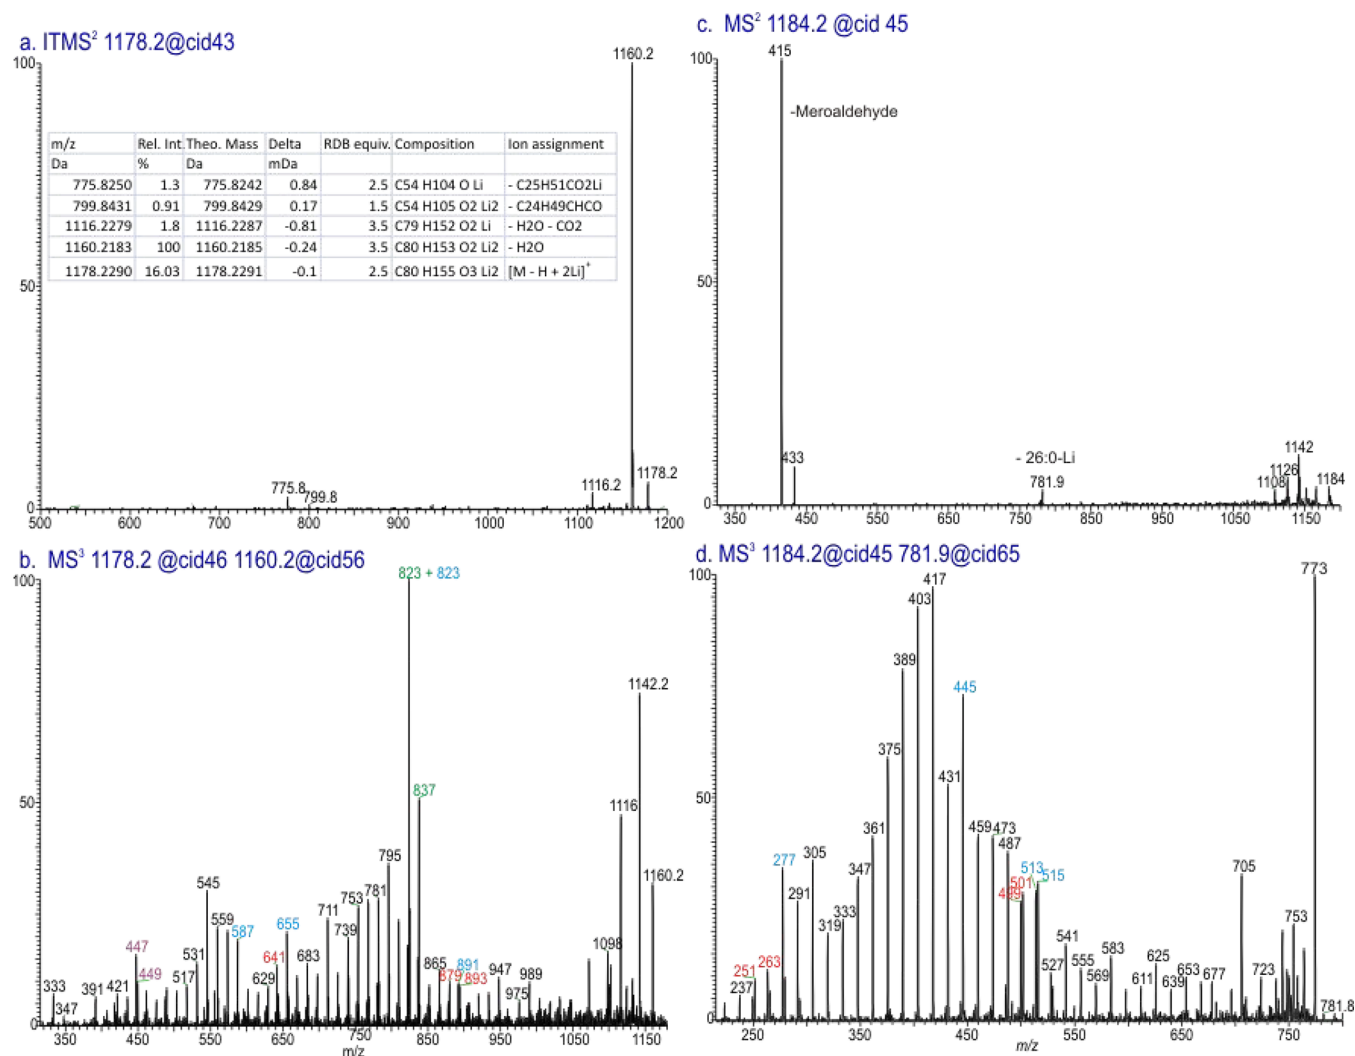 a. ITMS² 1178.2@cid43
100
1160.2
m/z Rel. Int. Theo. Mass Delta RDB equiv. Composition Ion assignment
Da % Da mDa
775.8250 1.3 775.8242 0.84 2.5 C54 H104 O Li - C25H51CO2Li
799.8431 0.91 799.8429 0.17 1.5 C54 H105 O2 Li2 - C24H49CHCO
1116.2279 1.8 1116.2287 -0.81 3.5 C79 H152 O2 Li - H2O - CO2
1160.2183 100 1160.2185 -0.24 3.5 C80 H153 O2 Li2 - H2O
1178.2290 16.03 1178.2291 -0.1 2.5 C80 H155 O3 Li2 [M - H + 2Li]⁺
50
775.8 799.8 1116.2 1178.2
0
500 600 700 800 900 1000 1100 1200
c. MS² 1184.2 @cid 45
415
100
-Meroaldehyde
50
433
- 26:0-Li
781.9
1108 1126 1142 1184
0
350 450 550 650 750 850 950 1050 1150
b. MS³ 1178.2 @cid46 1160.2@cid56
100
823 + 823
1142.2
837
50
1116
795
1160.2
545 753 781
711
559 587 655 739
447 531 641 683 1098
449 517 629 865 891 947
333 391 421 879 893 989
347 975
0
350 450 550 650 750 850 950 1050 1150
m/z
d. MS³ 1184.2@cid45 781.9@cid65
100
773
417
403
389
445
375
431
50
361 459 473
487
277 305 347 705
513
501 515
499
291
319 333
541 753
583 625
251 263 527 555 653 677 723
237 569 611 639
781.8
0
250 350 450 550 650 750
m/z